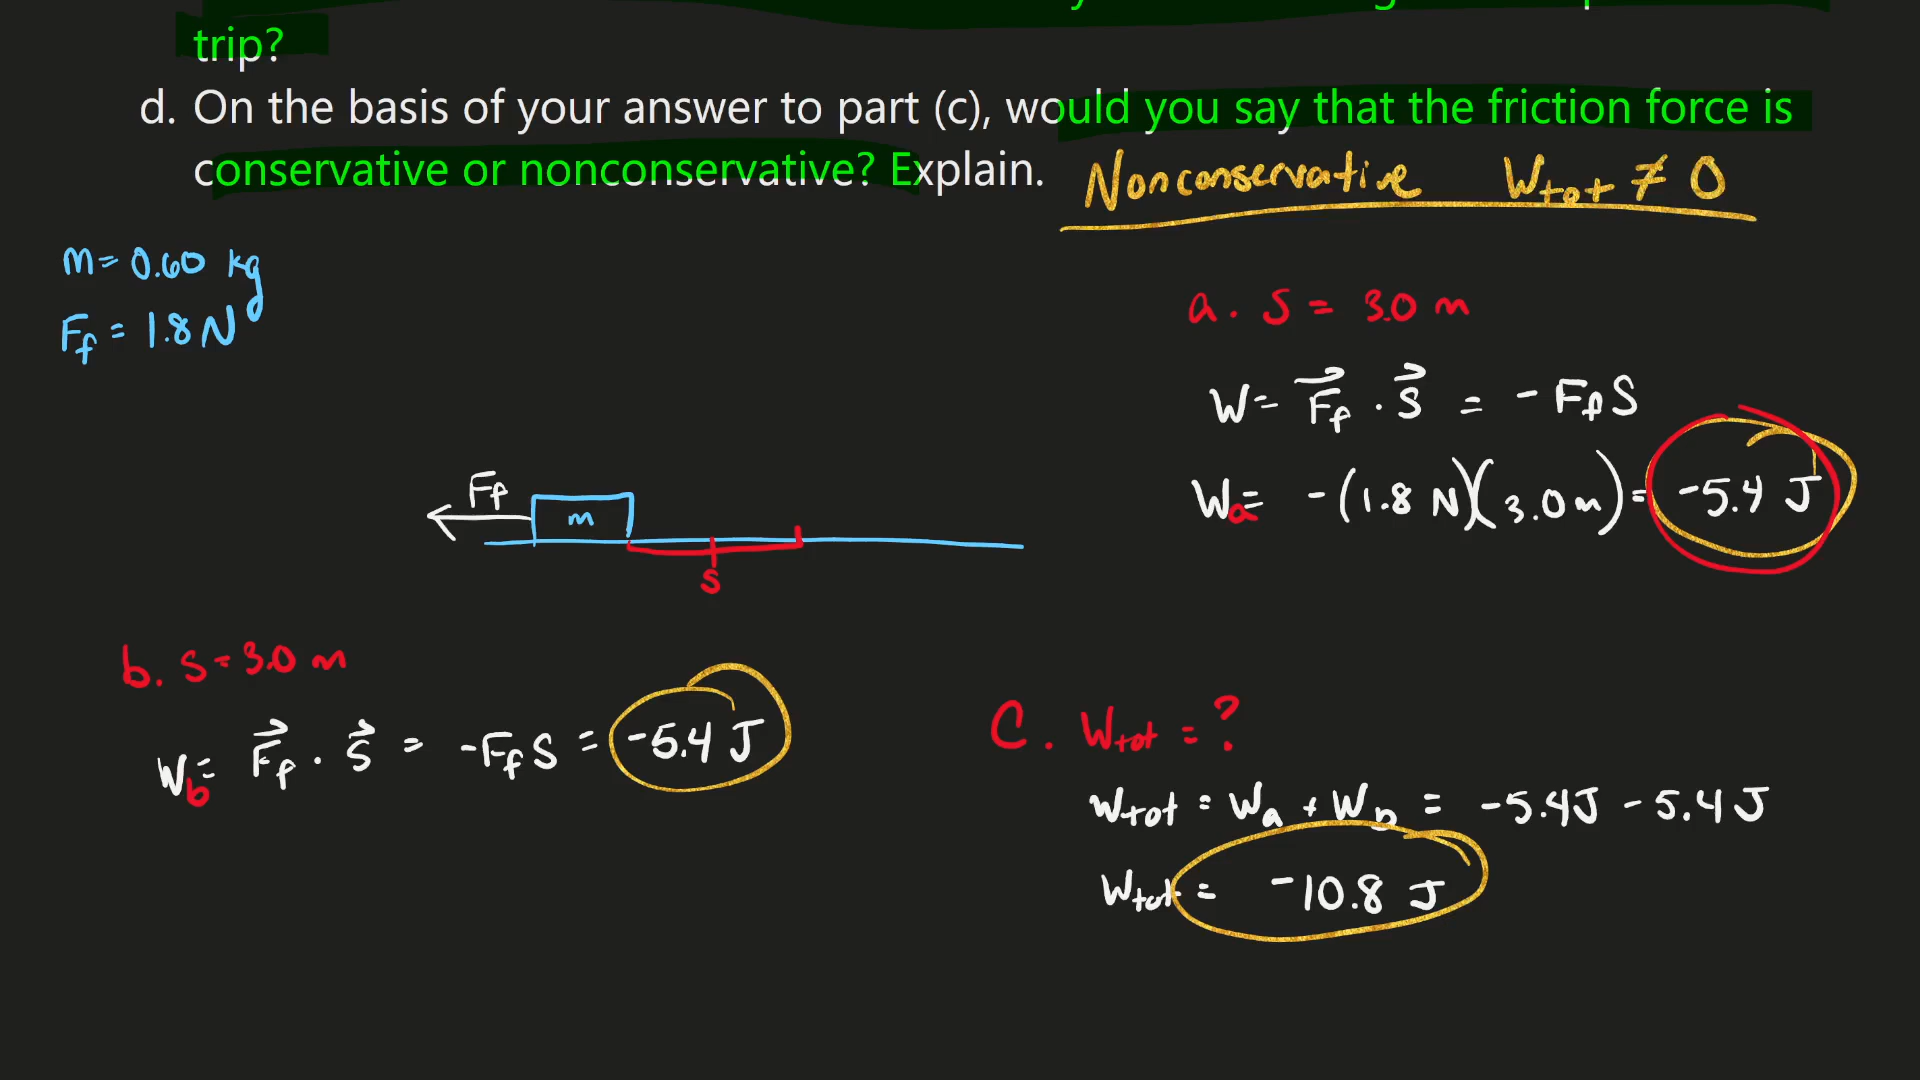 trip?
d. On the basis of your answer to part (c), would you say that the friction force is
conservative or nonconservative? Explain.
Nonconservative Wtot ≠ 0
m = 0.60 kg
Ff = 1.8 N
a. S = 3.0 m
W = Ff · S = - Ff S
Wa = -(1.8 N)(3.0 m) = -5.4 J
Ff
m
s
b. S = 3.0 m
Wb = Ff · S = -Ff S = -5.4 J
C. Wtot = ?
Wtot = Wa + Wb = -5.4 J - 5.4 J
Wtot = -10.8 J